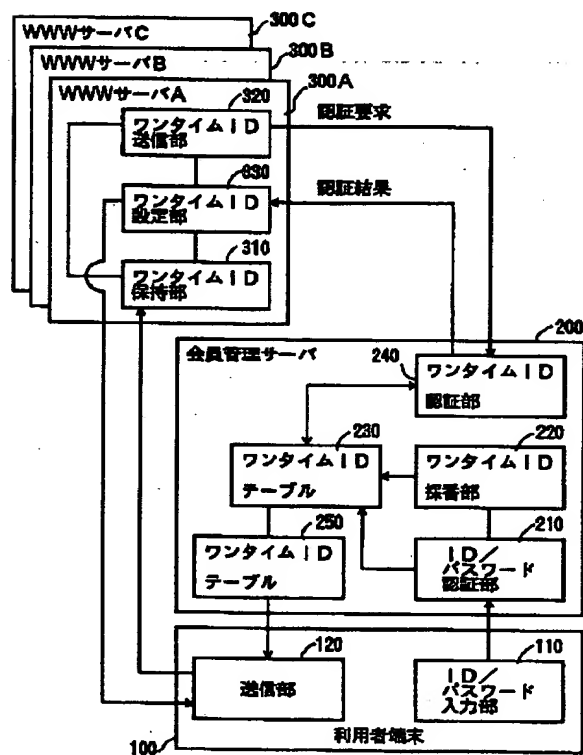 300C
WWWサーバC
300B
WWWサーバB
300A
WWWサーバA
320
ワンタイムID
送信部
認証要求
330
ワンタイムID
設定部
認証結果
310
ワンタイムID
保持部
200
会員管理サーバ
240
ワンタイムID
認証部
230
ワンタイムID
テーブル
220
ワンタイムID
採番部
250
ワンタイムID
テーブル
210
ID/
パスワード
認証部
120
送信部
110
ID/
パスワード
入力部
100
利用者端末